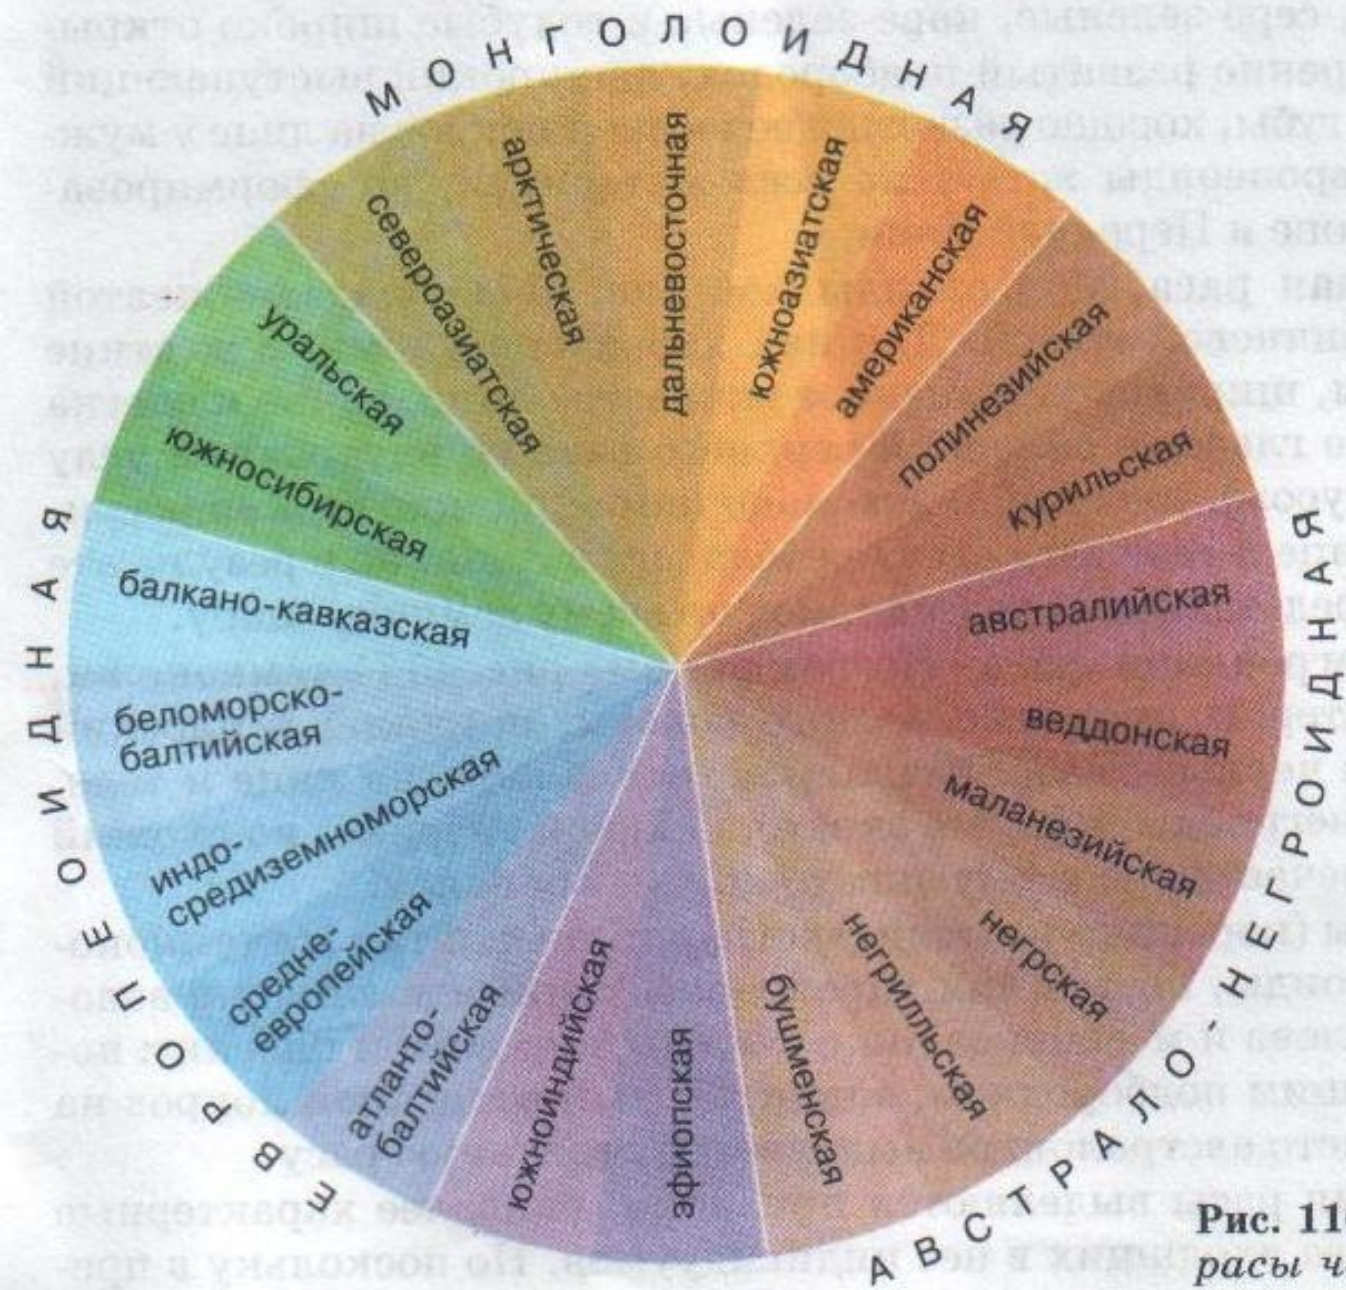 МОНГОЛОИДНАЯ
североазиатская
арктическая
дальневосточная
южноазиатская
американская
полинезийская
курильская
АВСТРАЛО-НЕГРОИДНАЯ
австралийская
веддонская
маланезийская
негрская
негрилльская
бушменская
эфиопская
южноиндийская
ЕВРОПЕОИДНАЯ
атланто-
балтийская
средне-
европейская
индо-
средиземноморская
беломорско-
балтийская
балкано-кавказская
южносибирская
уральская
Рис. 11
расы ч